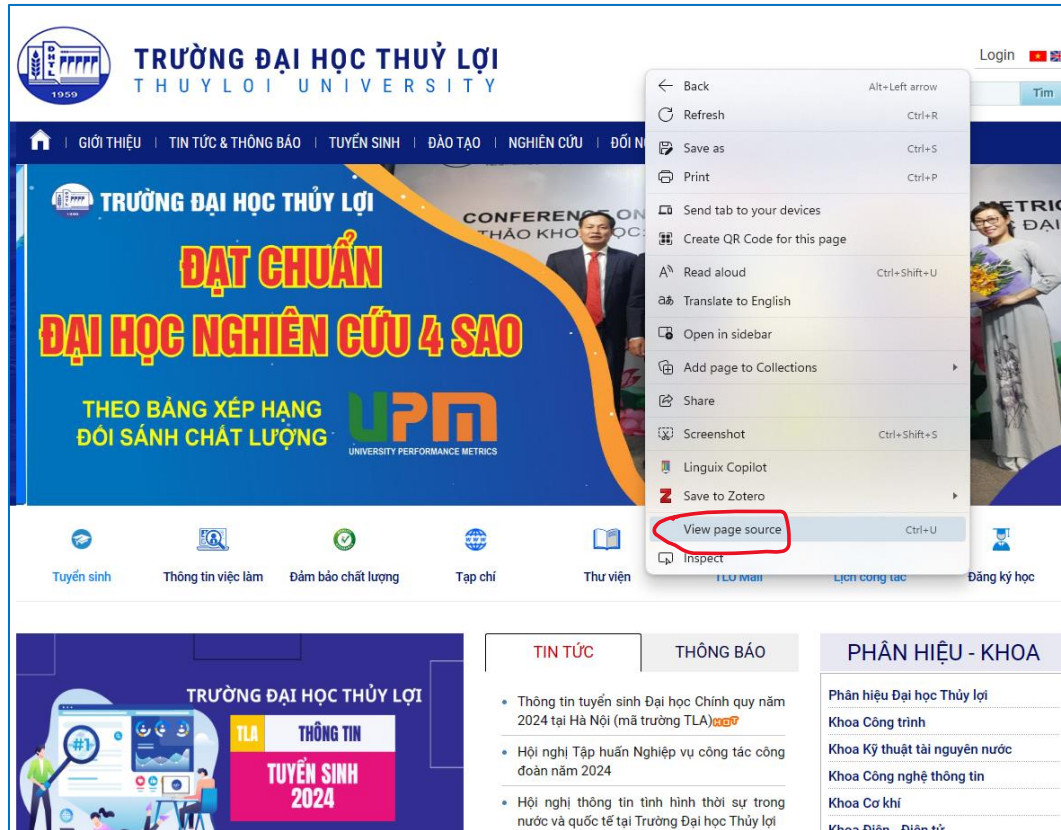 TRƯỜNG ĐẠI HỌC THUỶ LỢI
THUYLOI UNIVERSITY
1959
Login
Tìm
GIỚI THIỆU
TIN TỨC & THÔNG BÁO
TUYỂN SINH
ĐÀO TẠO
NGHIÊN CỨU
TRƯỜNG ĐẠI HỌC THỦY LỢI
ĐẠT CHUẨN
ĐẠI HỌC NGHIÊN CỨU 4 SAO
THEO BẢNG XẾP HẠNG
ĐỐI SÁNH CHẤT LƯỢNG
UPM
UNIVERSITY PERFORMANCE METRICS
CONFERENCE ON
Back Alt+Left arrow
Refresh Ctrl+R
Save as Ctrl+S
Print Ctrl+P
Send tab to your devices
Create QR Code for this page
Read aloud Ctrl+Shift+U
Translate to English
Open in sidebar
Add page to Collections
Share
Screenshot Ctrl+Shift+S
Linguix Copilot
Save to Zotero
View page source Ctrl+U
Inspect
Tuyển sinh
Thông tin việc làm
Đảm bảo chất lượng
Tạp chí
Thư viện
TLU Mail
Lịch công tác
Đăng ký học
TRƯỜNG ĐẠI HỌC THỦY LỢI
TLA THÔNG TIN
TUYỂN SINH
2024
#1
TIN TỨC
THÔNG BÁO
Thông tin tuyển sinh Đại học Chính quy năm
2024 tại Hà Nội (mã trường TLA) HOT
Hội nghị Tập huấn Nghiệp vụ công tác công
đoàn năm 2024
Hội nghị thông tin tình hình thời sự trong
nước và quốc tế tại Trường Đại học Thủy lợi
PHÂN HIỆU - KHOA
Phân hiệu Đại học Thủy lợi
Khoa Công trình
Khoa Kỹ thuật tài nguyên nước
Khoa Công nghệ thông tin
Khoa Cơ khí
Khoa Điện - Điện tử